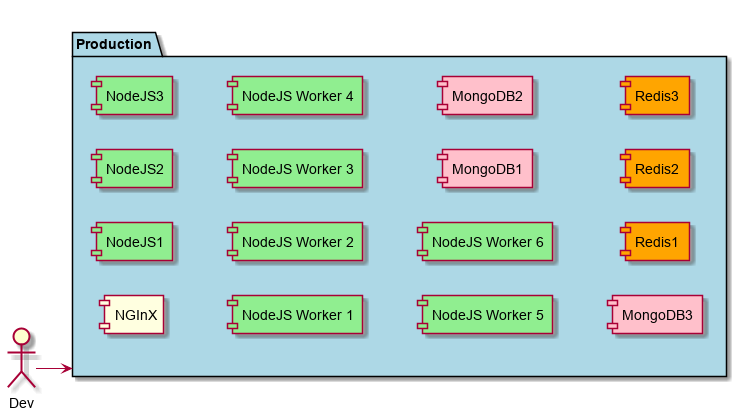 Production
NodeJS3
NodeJS Worker 4
MongoDB2
Redis3
NodeJS2
NodeJS Worker 3
MongoDB1
Redis2
NodeJS1
NodeJS Worker 2
NodeJS Worker 6
Redis1
NGInX
NodeJS Worker 1
NodeJS Worker 5
MongoDB3
Dev